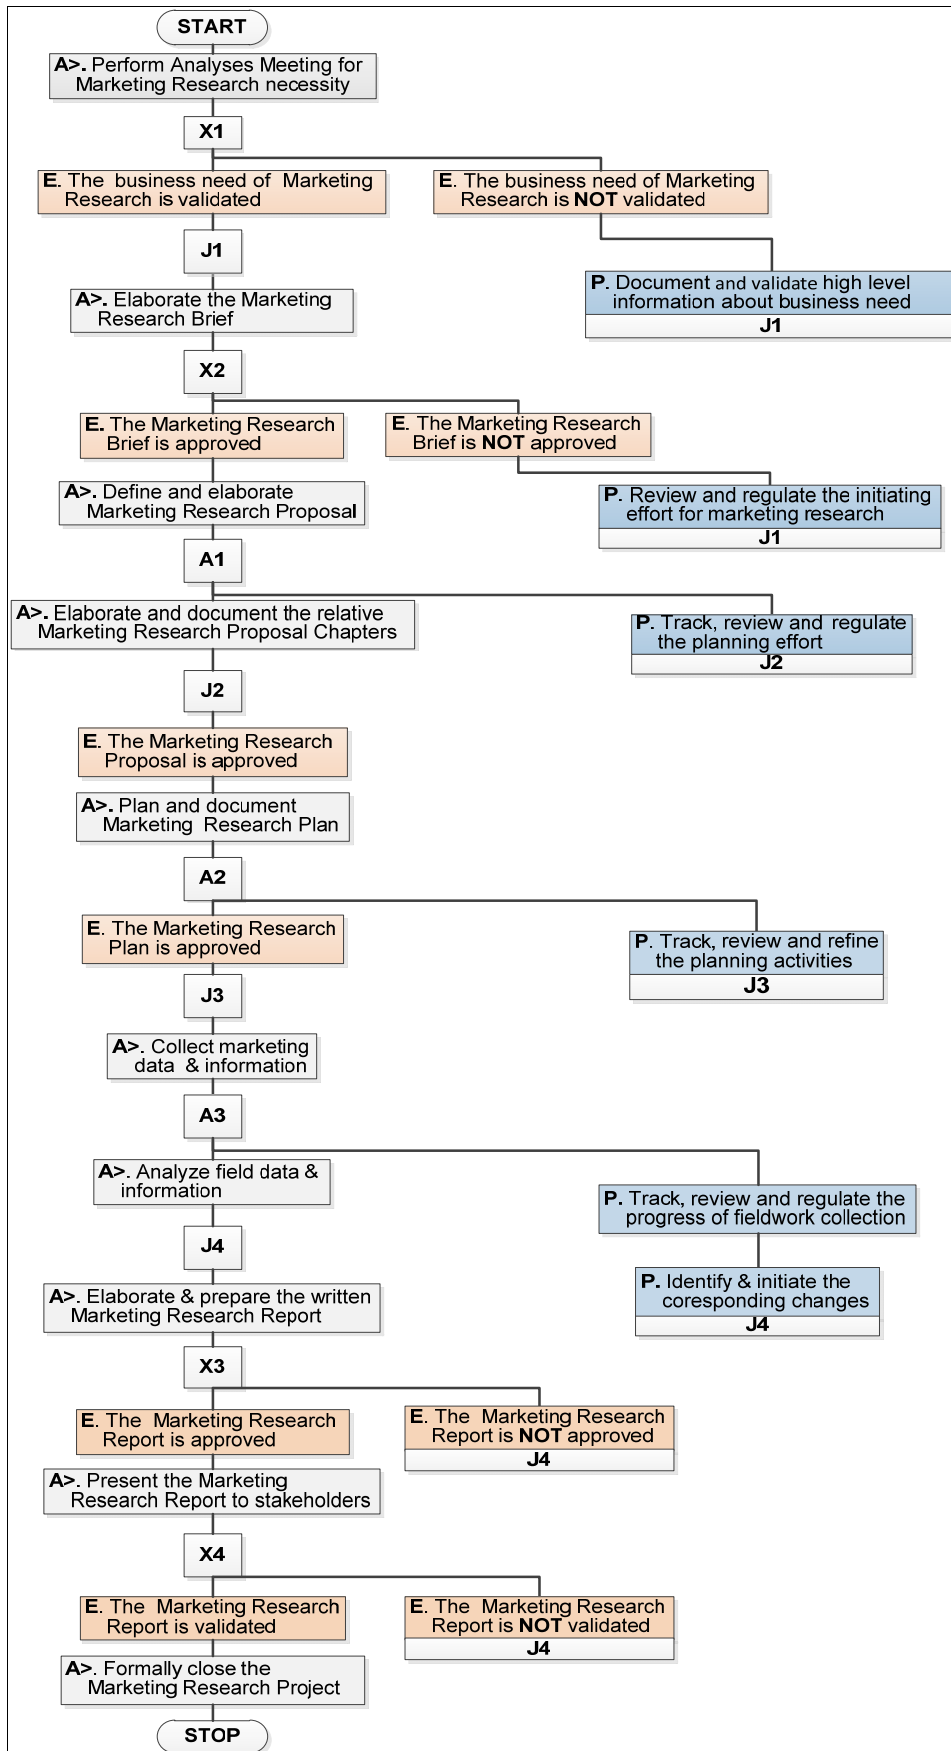 START
A>. Perform Analyses Meeting for
Marketing Research necessity
X1
E. The business need of Marketing
Research is validated
E. The business need of Marketing
Research is NOT validated
J1
P. Document and validate high level
information about business need
J1
A>. Elaborate the Marketing
Research Brief
X2
E. The Marketing Research
Brief is approved
E. The Marketing Research
Brief is NOT approved
A>. Define and elaborate
Marketing Research Proposal
P. Review and regulate the initiating
effort for marketing research
J1
A1
A>. Elaborate and document the relative
Marketing Research Proposal Chapters
P. Track, review and regulate
the planning effort
J2
J2
E. The Marketing Research
Proposal is approved
A>. Plan and document
Marketing Research Plan
A2
E. The Marketing Research
Plan is approved
P. Track, review and refine
the planning activities
J3
J3
A>. Collect marketing
data & information
A3
A>. Analyze field data &
information
P. Track, review and regulate the
progress of fieldwork collection
J4
P. Identify & initiate the
coresponding changes
J4
A>. Elaborate & prepare the written
Marketing Research Report
X3
E. The Marketing Research
Report is approved
E. The Marketing Research
Report is NOT approved
J4
A>. Present the Marketing
Research Report to stakeholders
X4
E. The Marketing Research
Report is validated
E. The Marketing Research
Report is NOT validated
J4
A>. Formally close the
Marketing Research Project
STOP